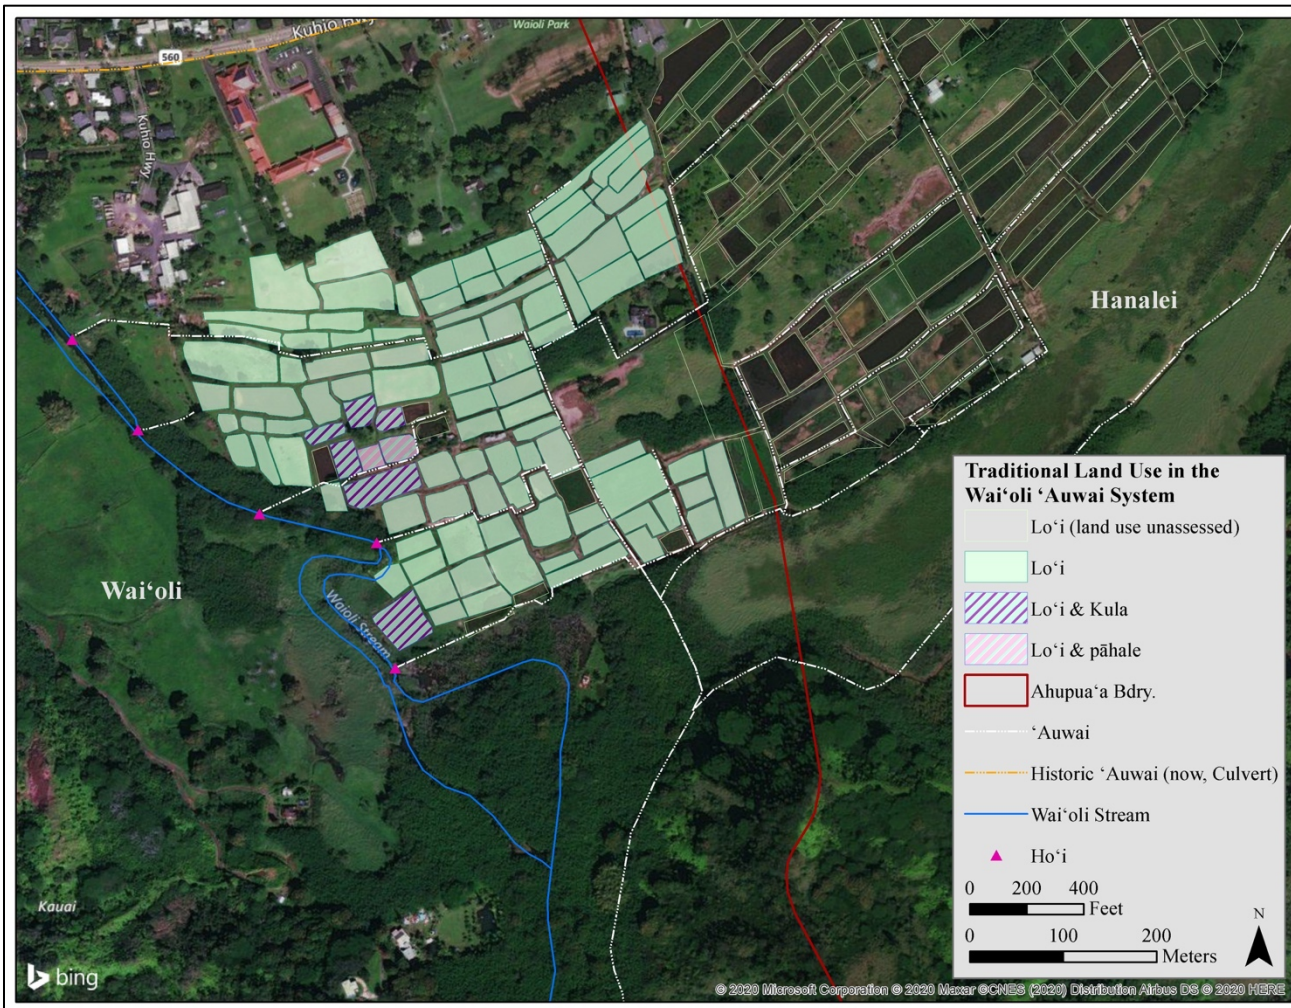 Waioli Park
Kuhio Hwy
560
Kuhio Hwy
Hanalei
Wai‘oli
Waioli Stream
Kauai
bing
Traditional Land Use in the
Wai‘oli ‘Auwai System
Lo‘i (land use unassessed)
Lo‘i
Lo‘i & Kula
Lo‘i & pāhale
Ahupua‘a Bdry.
‘Auwai
Historic ‘Auwai (now, Culvert)
Wai‘oli Stream
Ho‘i
0 200 400
Feet
0 100 200
Meters
N
© 2020 Microsoft Corporation © 2020 Maxar ©CNES (2020) Distribution Airbus DS © 2020 HERE